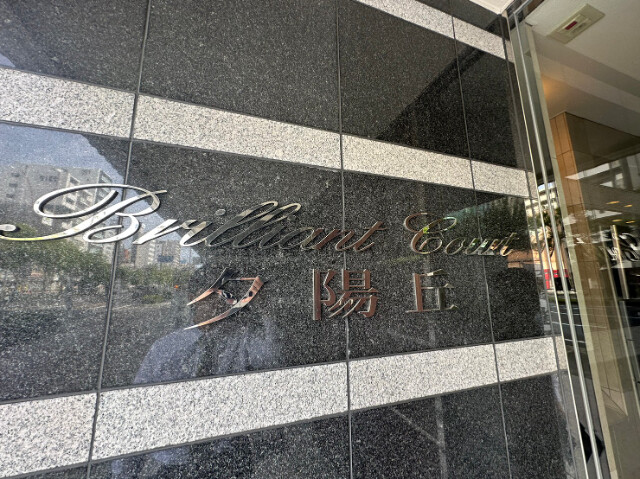 Brilliant Court
夕陽丘